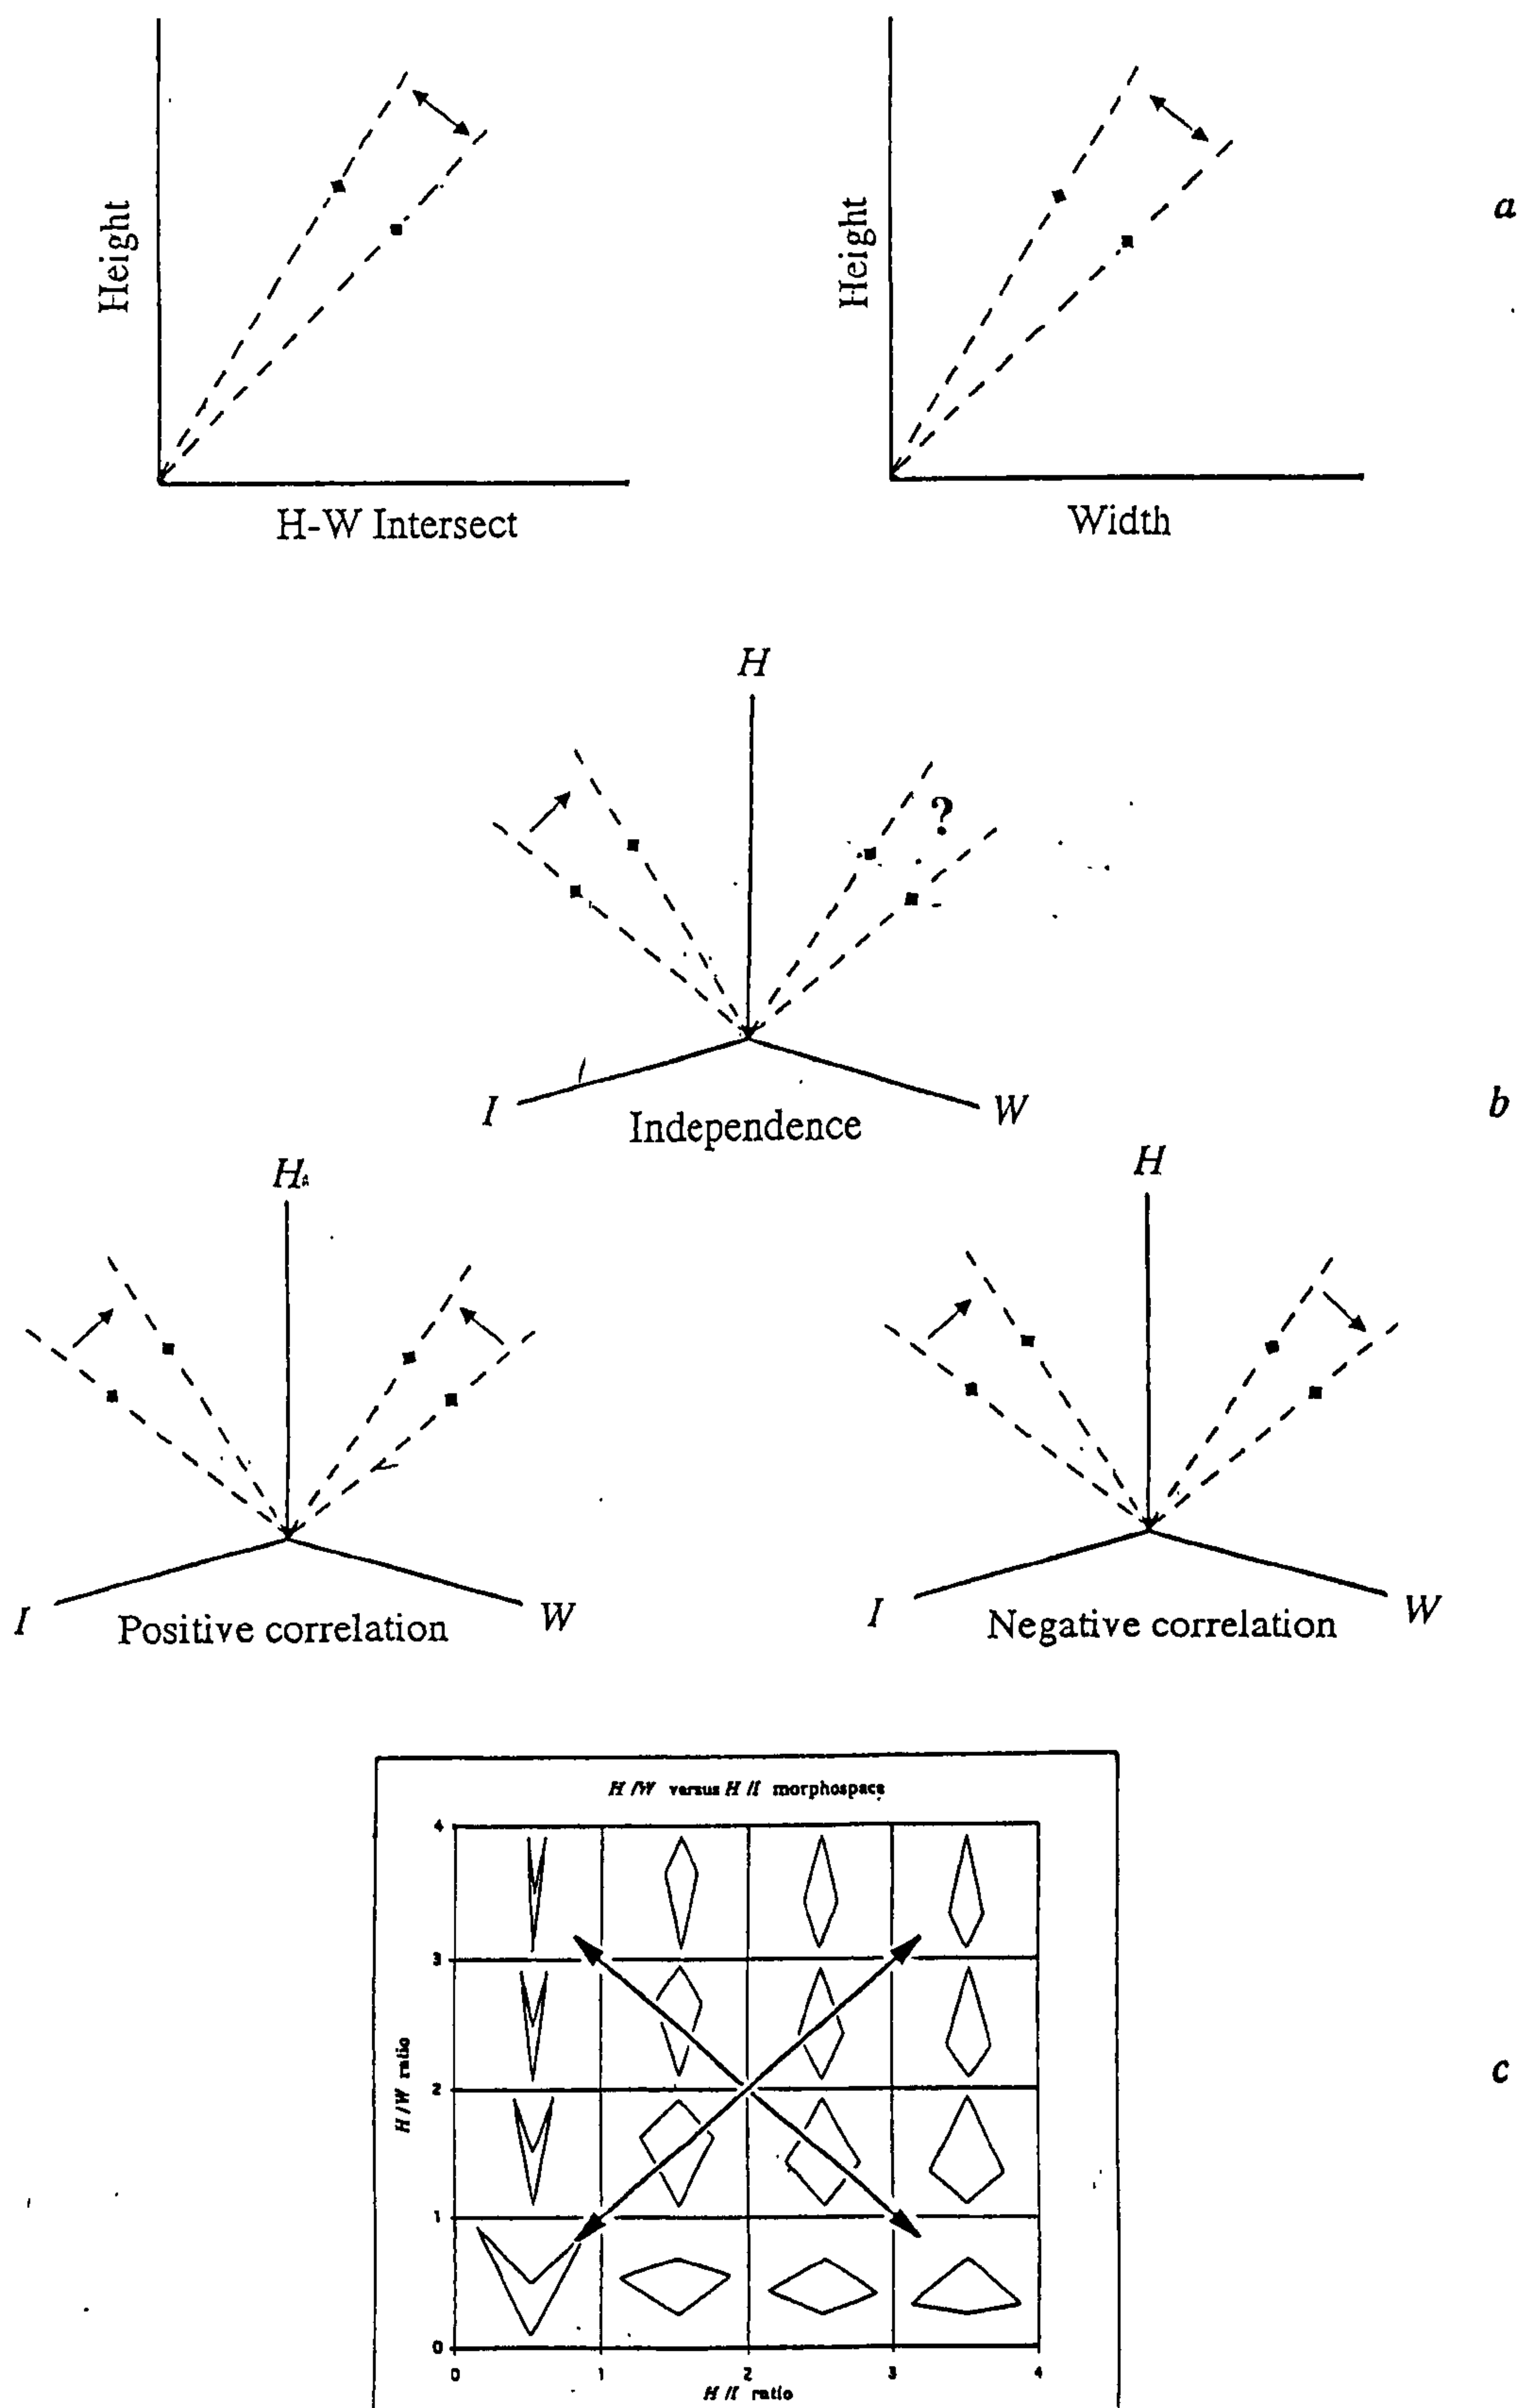 Height
H-W Intersect
Height
Width
a
H
?
I
W
Independence
b
H
I
W
Positive correlation
H
I
W
Negative correlation
H/W versus H/I morphospace
4
3
2
1
0
H/W ratio
0 1 2 3 4
H/I ratio
c